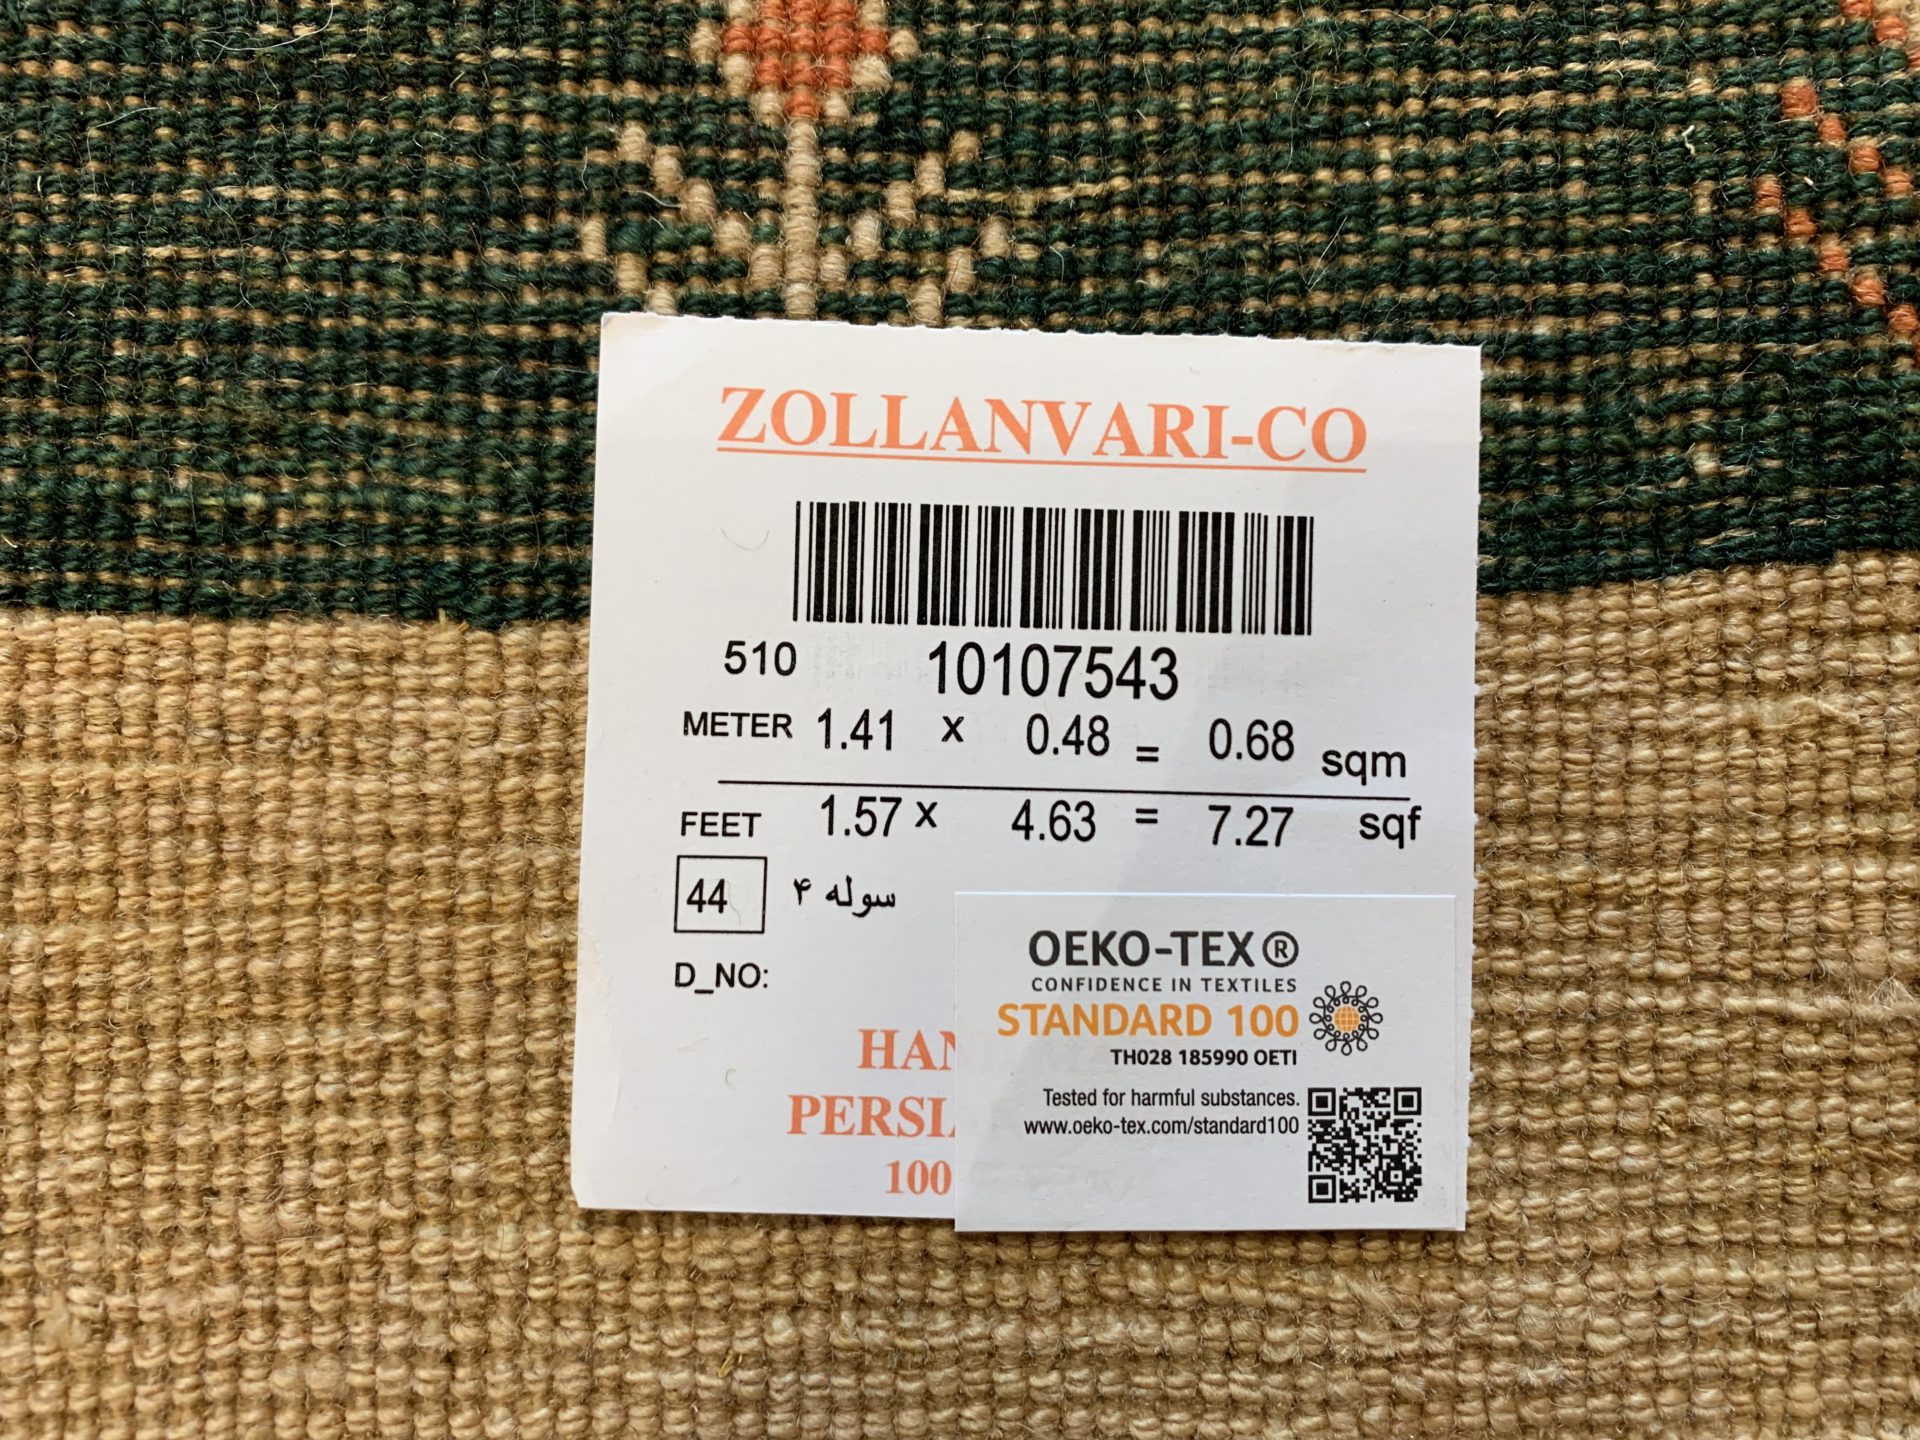 ZOLLANVARI-CO
510 10107543
METER 1.41 x 0.48 = 0.68 sqm
FEET 1.57 x 4.63 = 7.27 sqf
44 سوله ۴
D_NO:
OEKO-TEX®
CONFIDENCE IN TEXTILES
STANDARD 100
TH028 185990 OETI
Tested for harmful substances.
www.oeko-tex.com/standard100
100